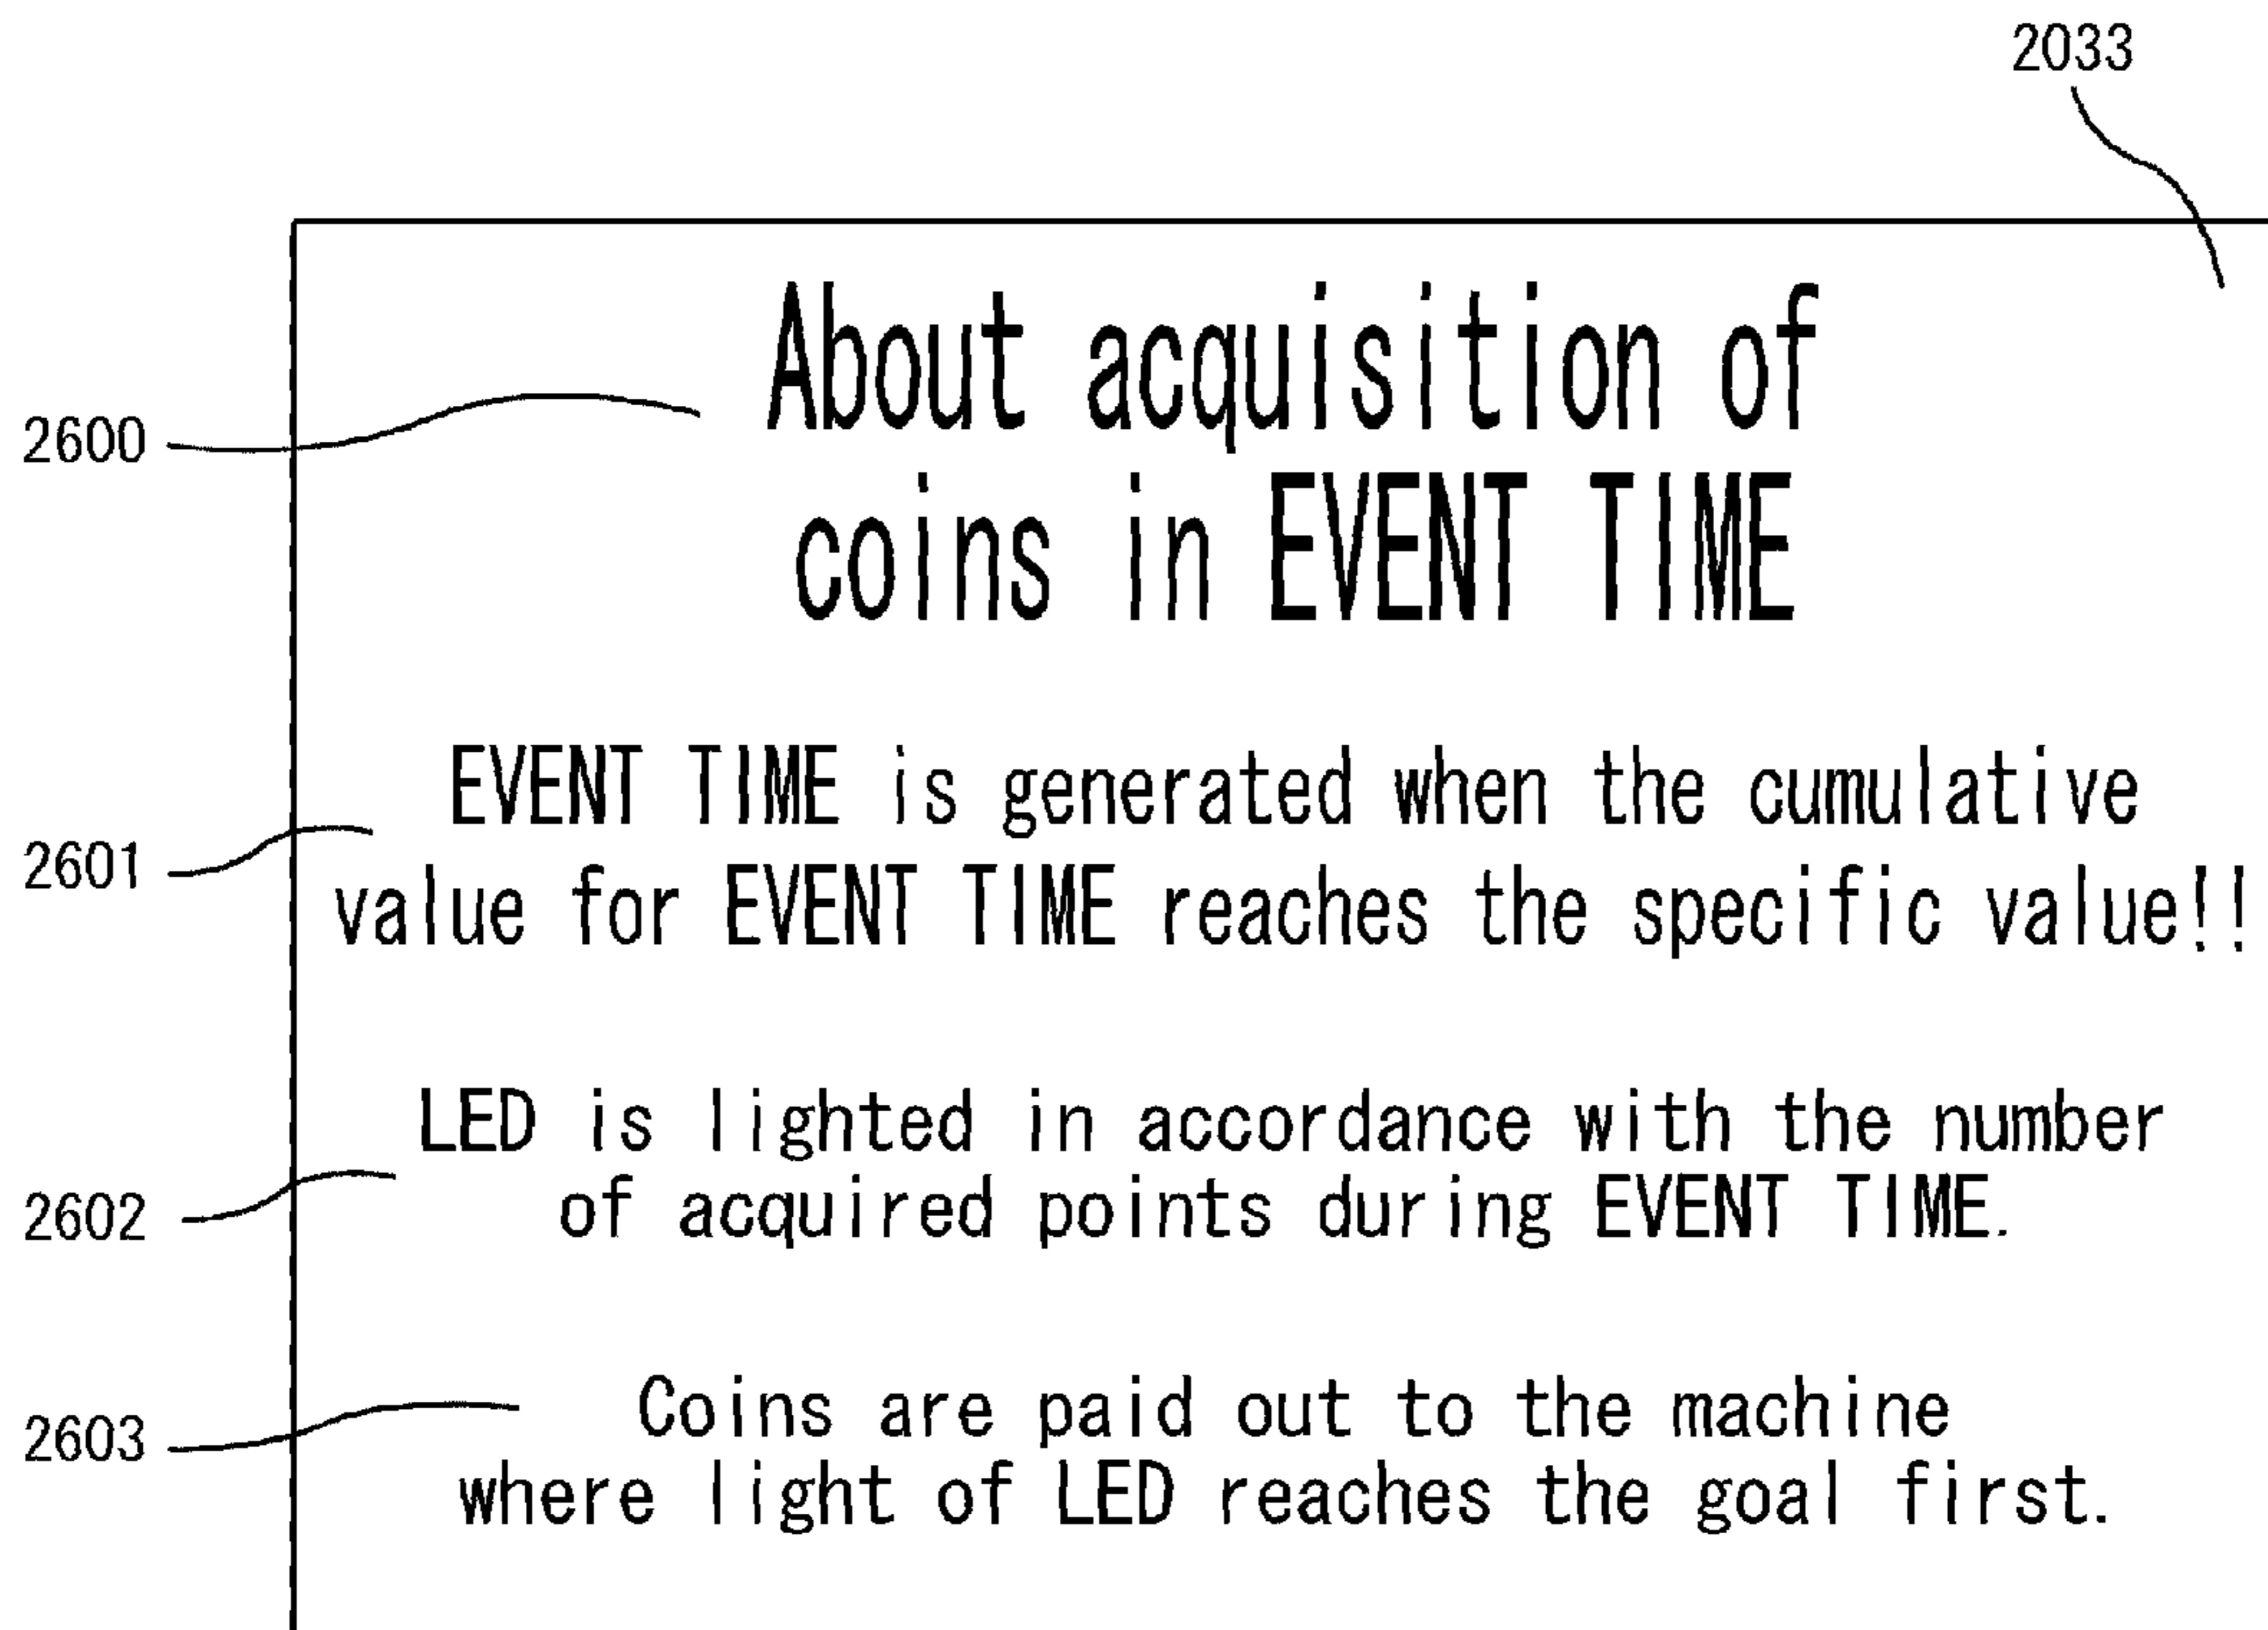 2033
About acquisition of
2600
coins in EVENT TIME
EVENT TIME is generated when the cumulative
2601
value for EVENT TIME reaches the specific value!!
LED is lighted in accordance with the number
2602
of acquired points during EVENT TIME.
Coins are paid out to the machine
2603
where light of LED reaches the goal first.